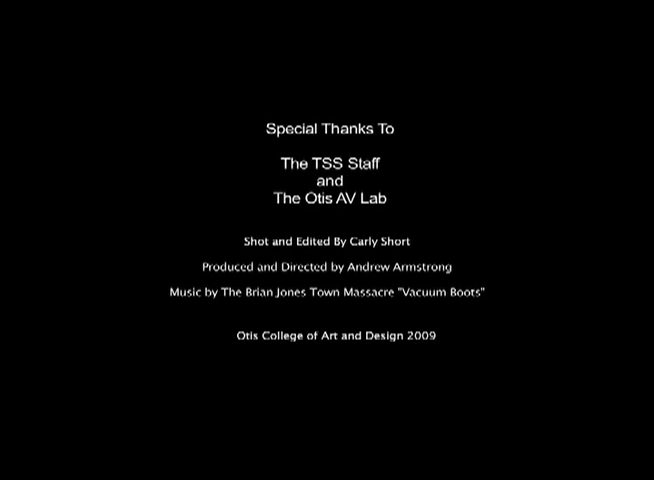 Special Thanks To
The TSS Staff
and
The Otis AV Lab
Shot and Edited By Carly Short
Produced and Directed by Andrew Armstrong
Music by The Brian Jones Town Massacre "Vacuum Boots"
Otis College of Art and Design 2009